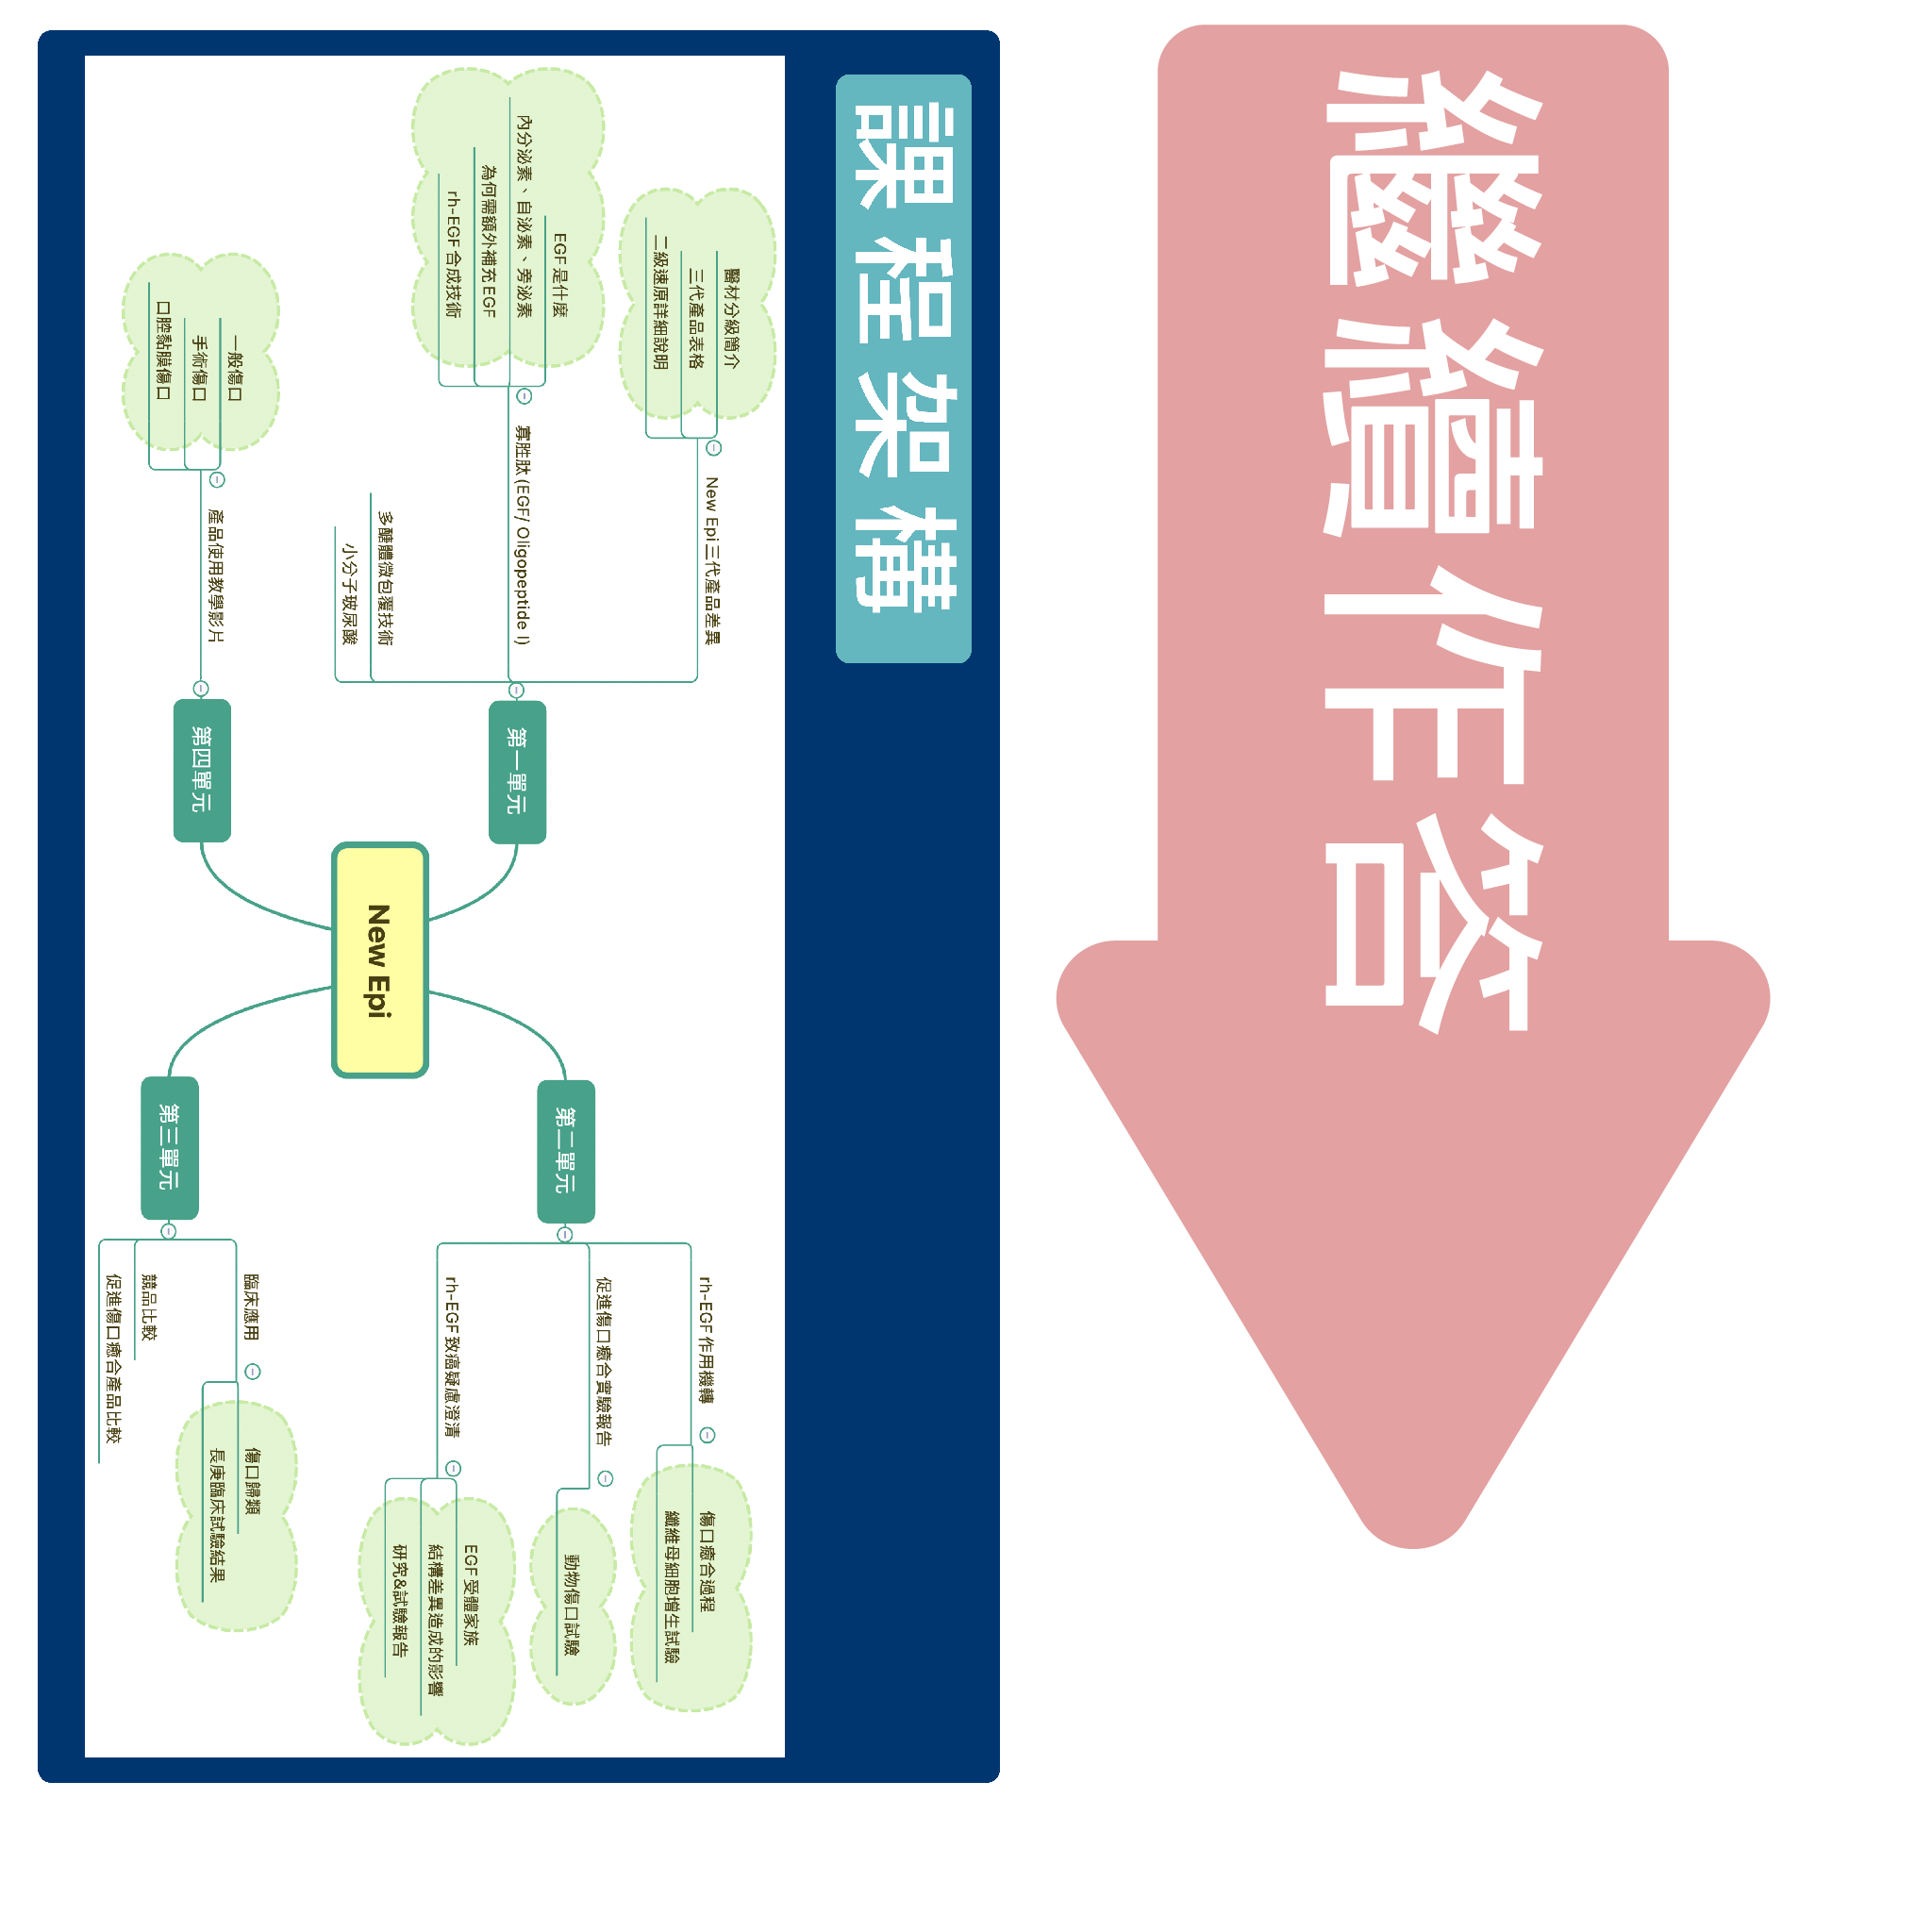 繼續作答
課程架構
醫材分級簡介
三代產品表格
二級速原詳細說明
New Epi三代產品差異
EGF是什麼
內分泌素、自泌素、旁泌素
為何需額外補充EGF
rh-EGF合成技術
寡胜肽(EGF/ Oligopeptide I)
多醣體微包覆技術
小分子玻尿酸
第一單元
一般傷口
手術傷口
口腔黏膜傷口
產品使用教學影片
第四單元
New Epi
第二單元
rh-EGF作用機轉
傷口癒合過程
纖維母細胞增生試驗
促進傷口癒合實驗報告
動物傷口試驗
rh-EGF致癌疑慮澄清
EGF受體家族
結構差異造成的影響
研究&試驗報告
第三單元
臨床應用
傷口歸類
長庚臨床試驗結果
競品比較
促進傷口癒合產品比較